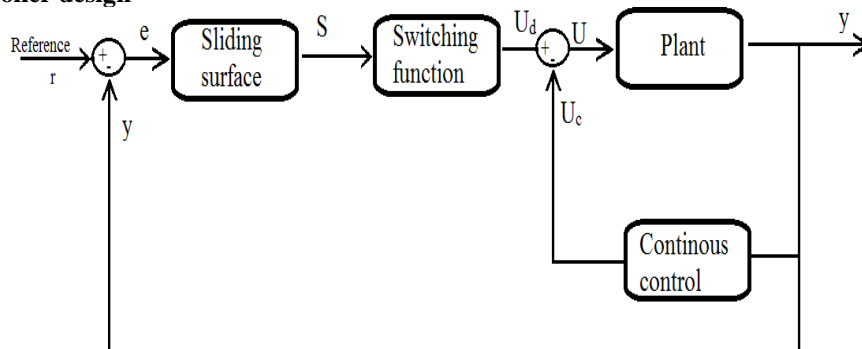 oller design
Reference
r
+
-
e
Sliding
surface
S
Switching
function
U_d
+
-
U
Plant
y
y
U_c
Continous
control